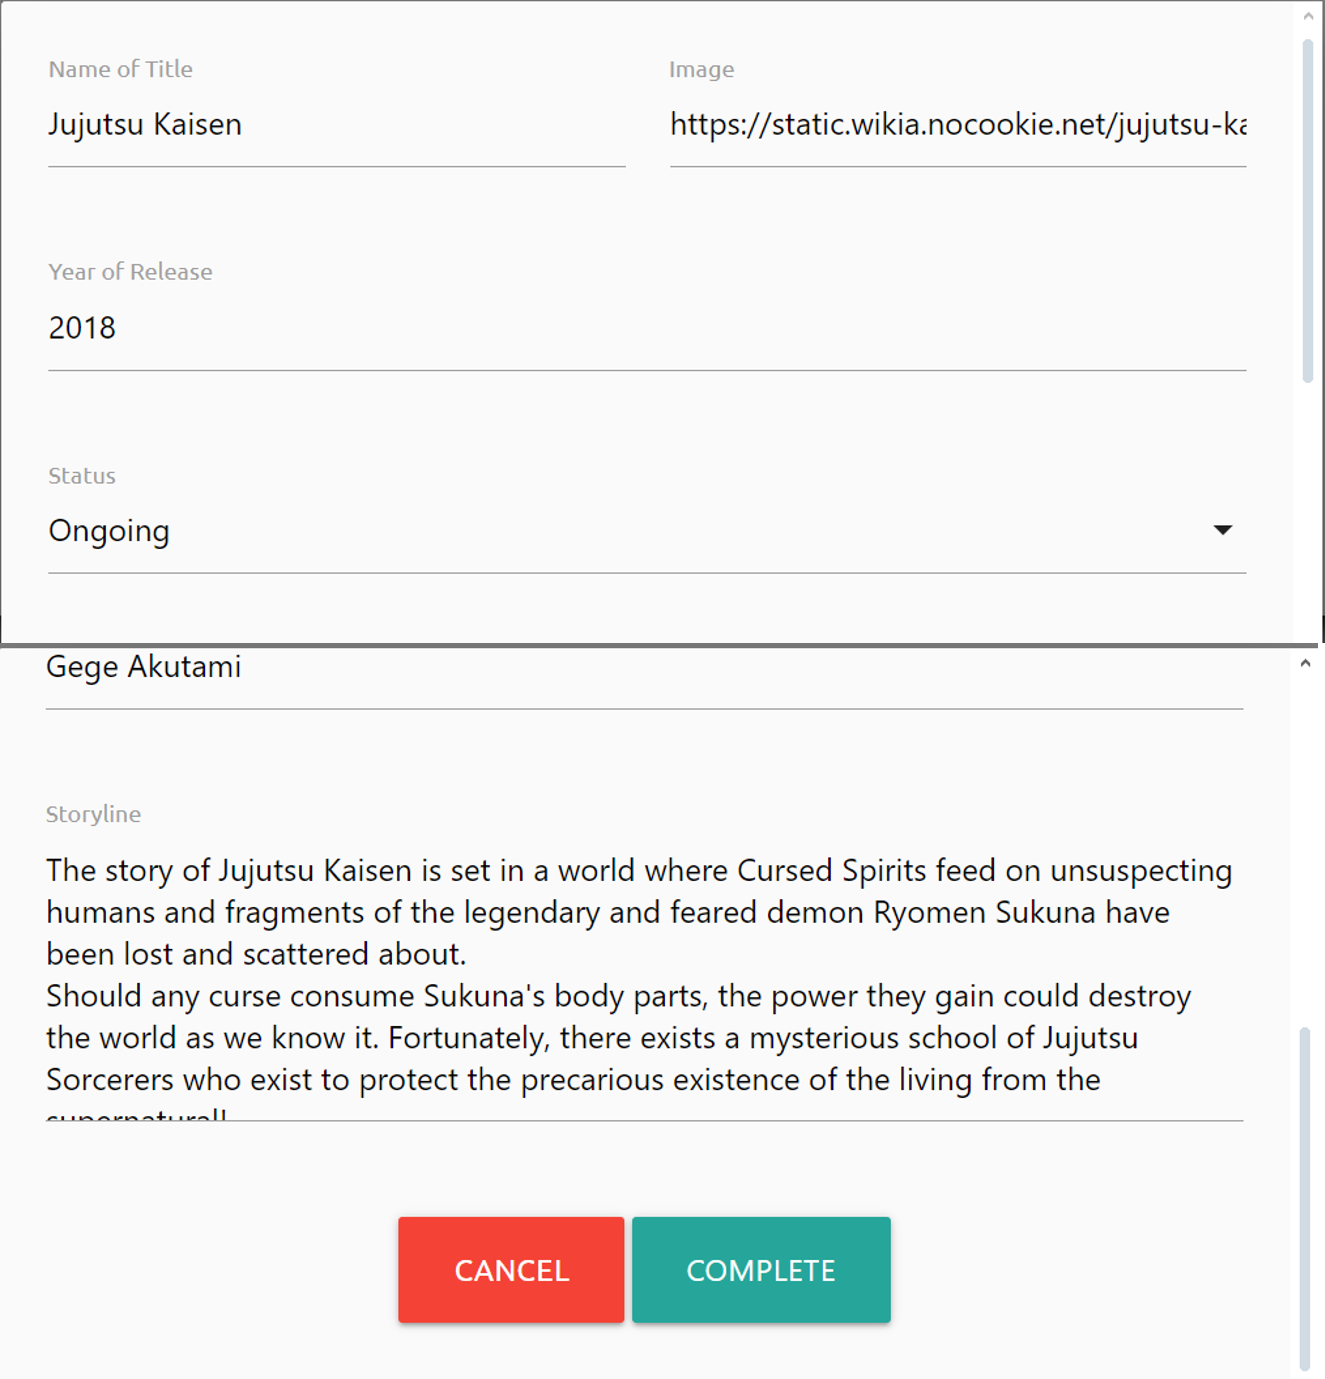 Name of Title
Image
Jujutsu Kaisen
https://static.wikia.nocookie.net/jujutsu-ka
Year of Release
2018
Status
Ongoing
Gege Akutami
Storyline
The story of Jujutsu Kaisen is set in a world where Cursed Spirits feed on unsuspecting
humans and fragments of the legendary and feared demon Ryomen Sukuna have
been lost and scattered about.
Should any curse consume Sukuna's body parts, the power they gain could destroy
the world as we know it. Fortunately, there exists a mysterious school of Jujutsu
Sorcerers who exist to protect the precarious existence of the living from the
supernatural!
CANCEL
COMPLETE